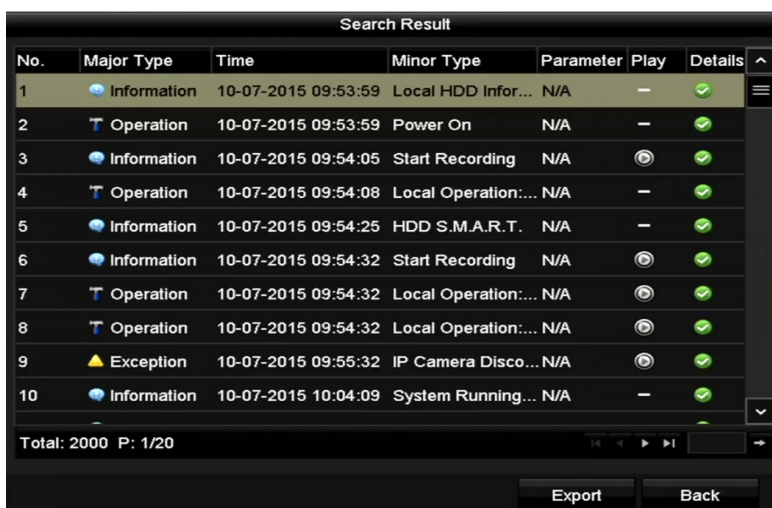 Search Result
No. Major Type Time Minor Type Parameter Play Details
1 Information 10-07-2015 09:53:59 Local HDD Infor... N/A –
2 Operation 10-07-2015 09:53:59 Power On N/A –
3 Information 10-07-2015 09:54:05 Start Recording N/A
4 Operation 10-07-2015 09:54:08 Local Operation:... N/A –
5 Information 10-07-2015 09:54:25 HDD S.M.A.R.T. N/A –
6 Information 10-07-2015 09:54:32 Start Recording N/A
7 Operation 10-07-2015 09:54:32 Local Operation:... N/A
8 Operation 10-07-2015 09:54:32 Local Operation:... N/A
9 Exception 10-07-2015 09:55:32 IP Camera Disco... N/A
10 Information 10-07-2015 10:04:09 System Running... N/A –
Total: 2000 P: 1/20
Export Back